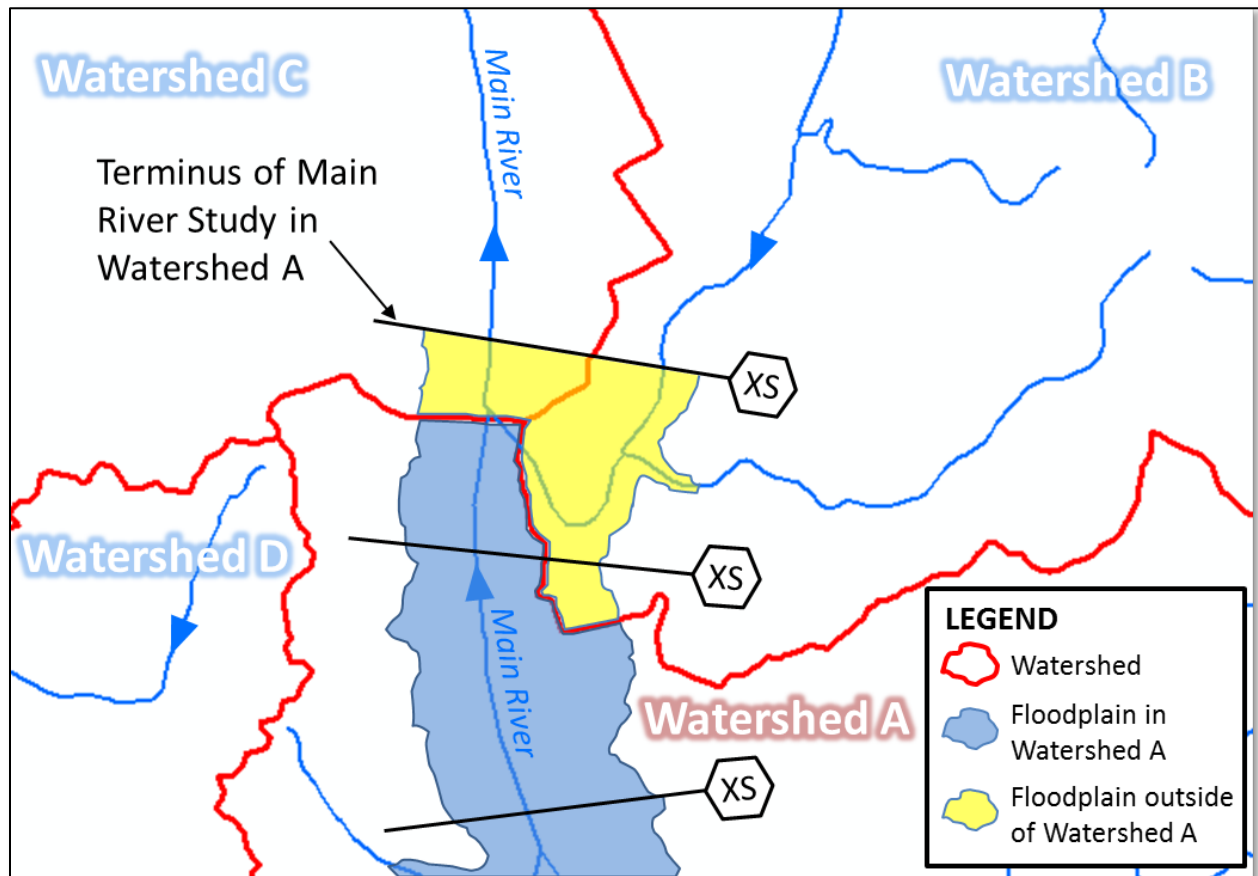 Watershed C
Main River
Watershed B
Terminus of Main
River Study in
Watershed A
XS
Watershed D
XS
Main River
Watershed A
XS
LEGEND
Watershed
Floodplain in
Watershed A
Floodplain outside
of Watershed A